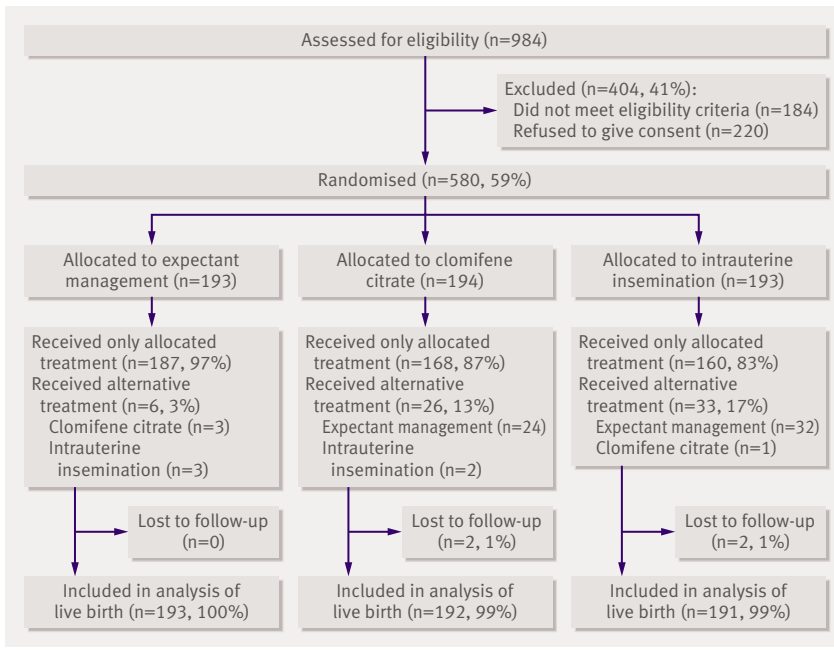 Assessed for eligibility (n=984)
Excluded (n=404, 41%):
Did not meet eligibility criteria (n=184)
Refused to give consent (n=220)
Randomised (n=580, 59%)
Allocated to expectant
management (n=193)
Received only allocated
treatment (n=187, 97%)
Received alternative
treatment (n=6, 3%)
Clomifene citrate (n=3)
Intrauterine
insemination (n=3)
Lost to follow-up
(n=0)
Included in analysis of
live birth (n=193, 100%)
Allocated to clomifene
citrate (n=194)
Received only allocated
treatment (n=168, 87%)
Received alternative
treatment (n=26, 13%)
Expectant management (n=24)
Intrauterine
insemination (n=2)
Lost to follow-up
(n=2, 1%)
Included in analysis of
live birth (n=192, 99%)
Allocated to intrauterine
insemination (n=193)
Received only allocated
treatment (n=160, 83%)
Received alternative
treatment (n=33, 17%)
Expectant management (n=32)
Clomifene citrate (n=1)
Lost to follow-up
(n=2, 1%)
Included in analysis of
live birth (n=191, 99%)